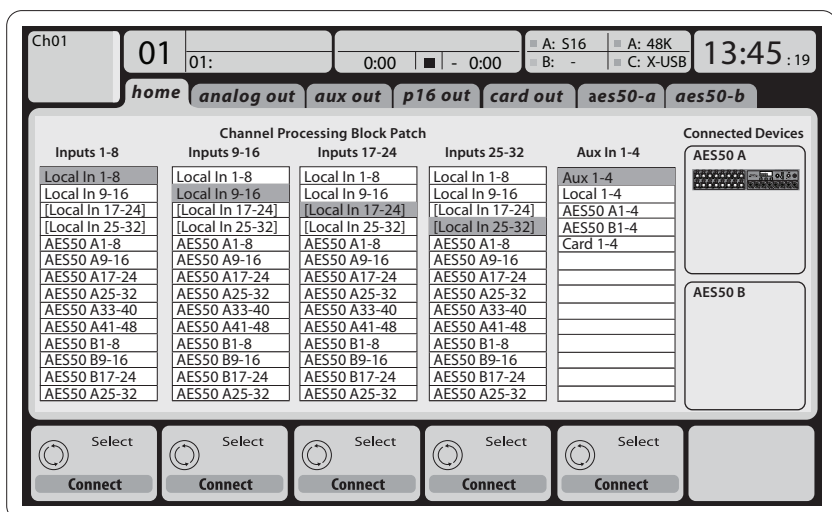 Ch01
01
01:
0:00
- 0:00
A: S16
A: 48K
B: -
C: X-USB
13:45 :19
home
analog out
aux out
p16 out
card out
aes50-a
aes50-b
Channel Processing Block Patch
Connected Devices
Inputs 1-8
Inputs 9-16
Inputs 17-24
Inputs 25-32
Aux In 1-4
AES50 A
Local In 1-8
Local In 1-8
Local In 1-8
Local In 1-8
Aux 1-4
Local In 9-16
Local In 9-16
Local In 9-16
Local In 9-16
Local 1-4
[Local In 17-24]
[Local In 17-24]
[Local In 17-24]
[Local In 17-24]
AES50 A1-4
[Local In 25-32]
[Local In 25-32]
[Local In 25-32]
[Local In 25-32]
AES50 B1-4
AES50 A1-8
AES50 A1-8
AES50 A1-8
AES50 A1-8
Card 1-4
AES50 A9-16
AES50 A9-16
AES50 A9-16
AES50 A9-16
AES50 A17-24
AES50 A17-24
AES50 A17-24
AES50 A17-24
AES50 A25-32
AES50 A25-32
AES50 A25-32
AES50 A25-32
AES50 B
AES50 A33-40
AES50 A33-40
AES50 A33-40
AES50 A33-40
AES50 A41-48
AES50 A41-48
AES50 A41-48
AES50 A41-48
AES50 B1-8
AES50 B1-8
AES50 B1-8
AES50 B1-8
AES50 B9-16
AES50 B9-16
AES50 B9-16
AES50 B9-16
AES50 B17-24
AES50 B17-24
AES50 B17-24
AES50 B17-24
AES50 A25-32
AES50 A25-32
AES50 A25-32
AES50 A25-32
Select
Select
Select
Select
Select
Connect
Connect
Connect
Connect
Connect